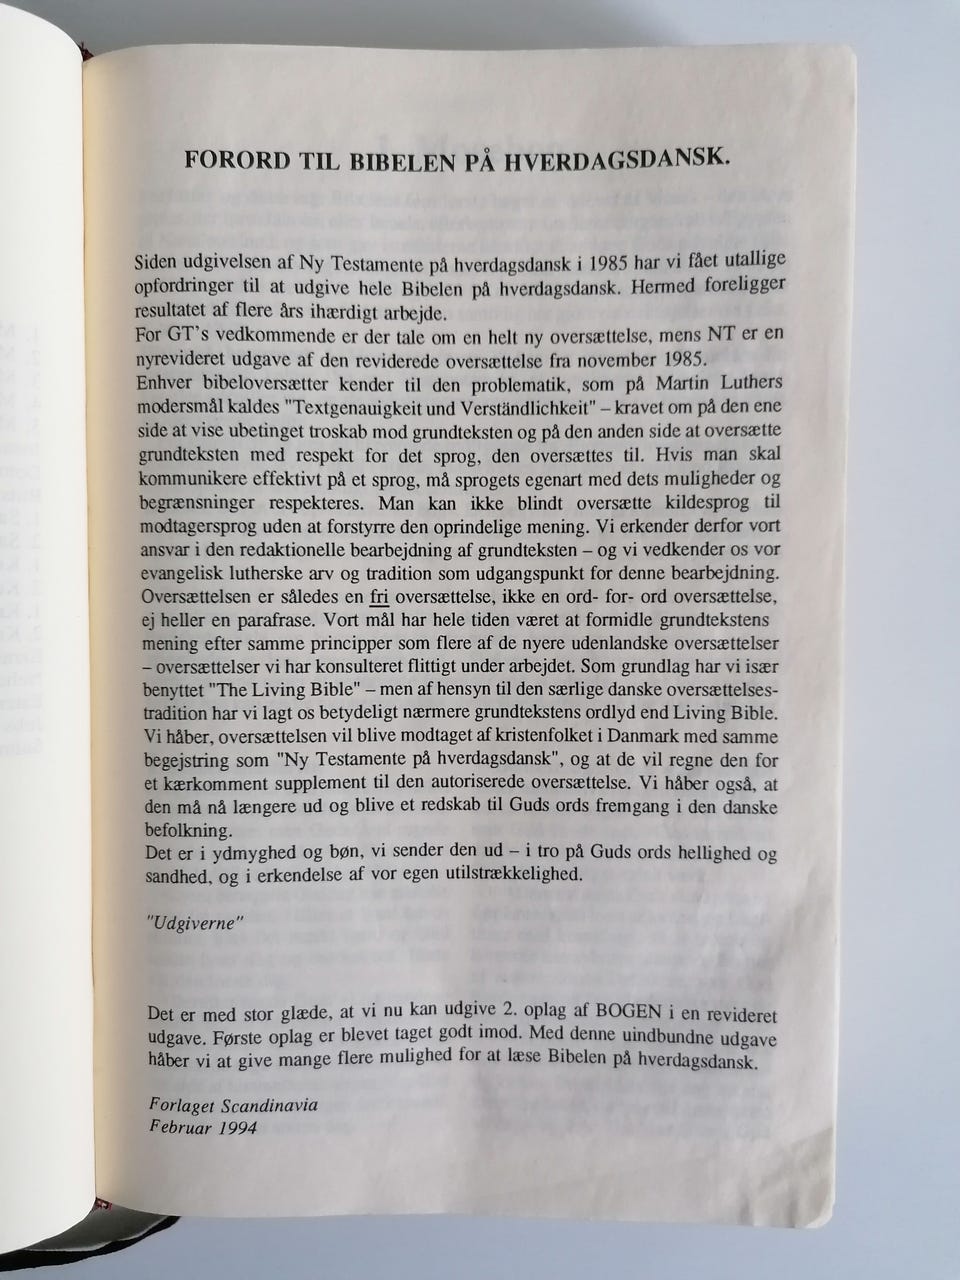 FORORD TIL BIBELEN PÅ HVERDAGSDANSK.
Siden udgivelsen af Ny Testamente på hverdagsdansk i 1985 har vi fået utallige
opfordringer til at udgive hele Bibelen på hverdagsdansk. Hermed foreligger
resultatet af flere års ihærdigt arbejde.
For GT's vedkommende er der tale om en helt ny oversættelse, mens NT er en
nyrevideret udgave af den reviderede oversættelse fra november 1985.
Enhver bibeloversætter kender til den problematik, som på Martin Luthers
modersmål kaldes "Textgenauigkeit und Verständlichkeit" – kravet om på den ene
side at vise ubetinget troskab mod grundteksten og på den anden side at oversætte
grundteksten med respekt for det sprog, den oversættes til. Hvis man skal
kommunikere effektivt på et sprog, må sprogets egenart med dets muligheder og
begrænsninger respekteres. Man kan ikke blindt oversætte kildesprog til
modtagersprog uden at forstyrre den oprindelige mening. Vi erkender derfor vort
ansvar i den redaktionelle bearbejdning af grundteksten – og vi vedkender os vor
evangelisk lutherske arv og tradition som udgangspunkt for denne bearbejdning.
Oversættelsen er således en fri oversættelse, ikke en ord- for- ord oversættelse,
ej heller en parafrase. Vort mål har hele tiden været at formidle grundtekstens
mening efter samme principper som flere af de nyere udenlandske oversættelser
– oversættelser vi har konsulteret flittigt under arbejdet. Som grundlag har vi især
benyttet "The Living Bible" – men af hensyn til den særlige danske oversættelses-
tradition har vi lagt os betydeligt nærmere grundtekstens ordlyd end Living Bible.
Vi håber, oversættelsen vil blive modtaget af kristenfolket i Danmark med samme
begejstring som "Ny Testamente på hverdagsdansk", og at de vil regne den for
et kærkomment supplement til den autoriserede oversættelse. Vi håber også, at
den må nå længere ud og blive et redskab til Guds ords fremgang i den danske
befolkning.
Det er i ydmyghed og bøn, vi sender den ud – i tro på Guds ords hellighed og
sandhed, og i erkendelse af vor egen utilstrækkelighed.
"Udgiverne"
Det er med stor glæde, at vi nu kan udgive 2. oplag af BOGEN i en revideret
udgave. Første oplag er blevet taget godt imod. Med denne uindbundne udgave
håber vi at give mange flere mulighed for at læse Bibelen på hverdagsdansk.
Forlaget Scandinavia
Februar 1994